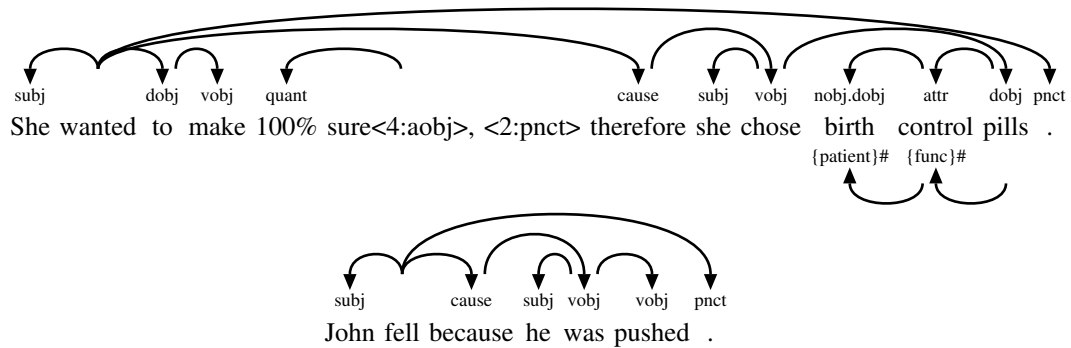 subj dobj vobj quant cause subj vobj nobj.dobj attr dobj pnct
She wanted to make 100% sure<4:aobj>, <2:pnct> therefore she chose birth control pills .
{patient}# {func}#
subj cause subj vobj vobj pnct
John fell because he was pushed .